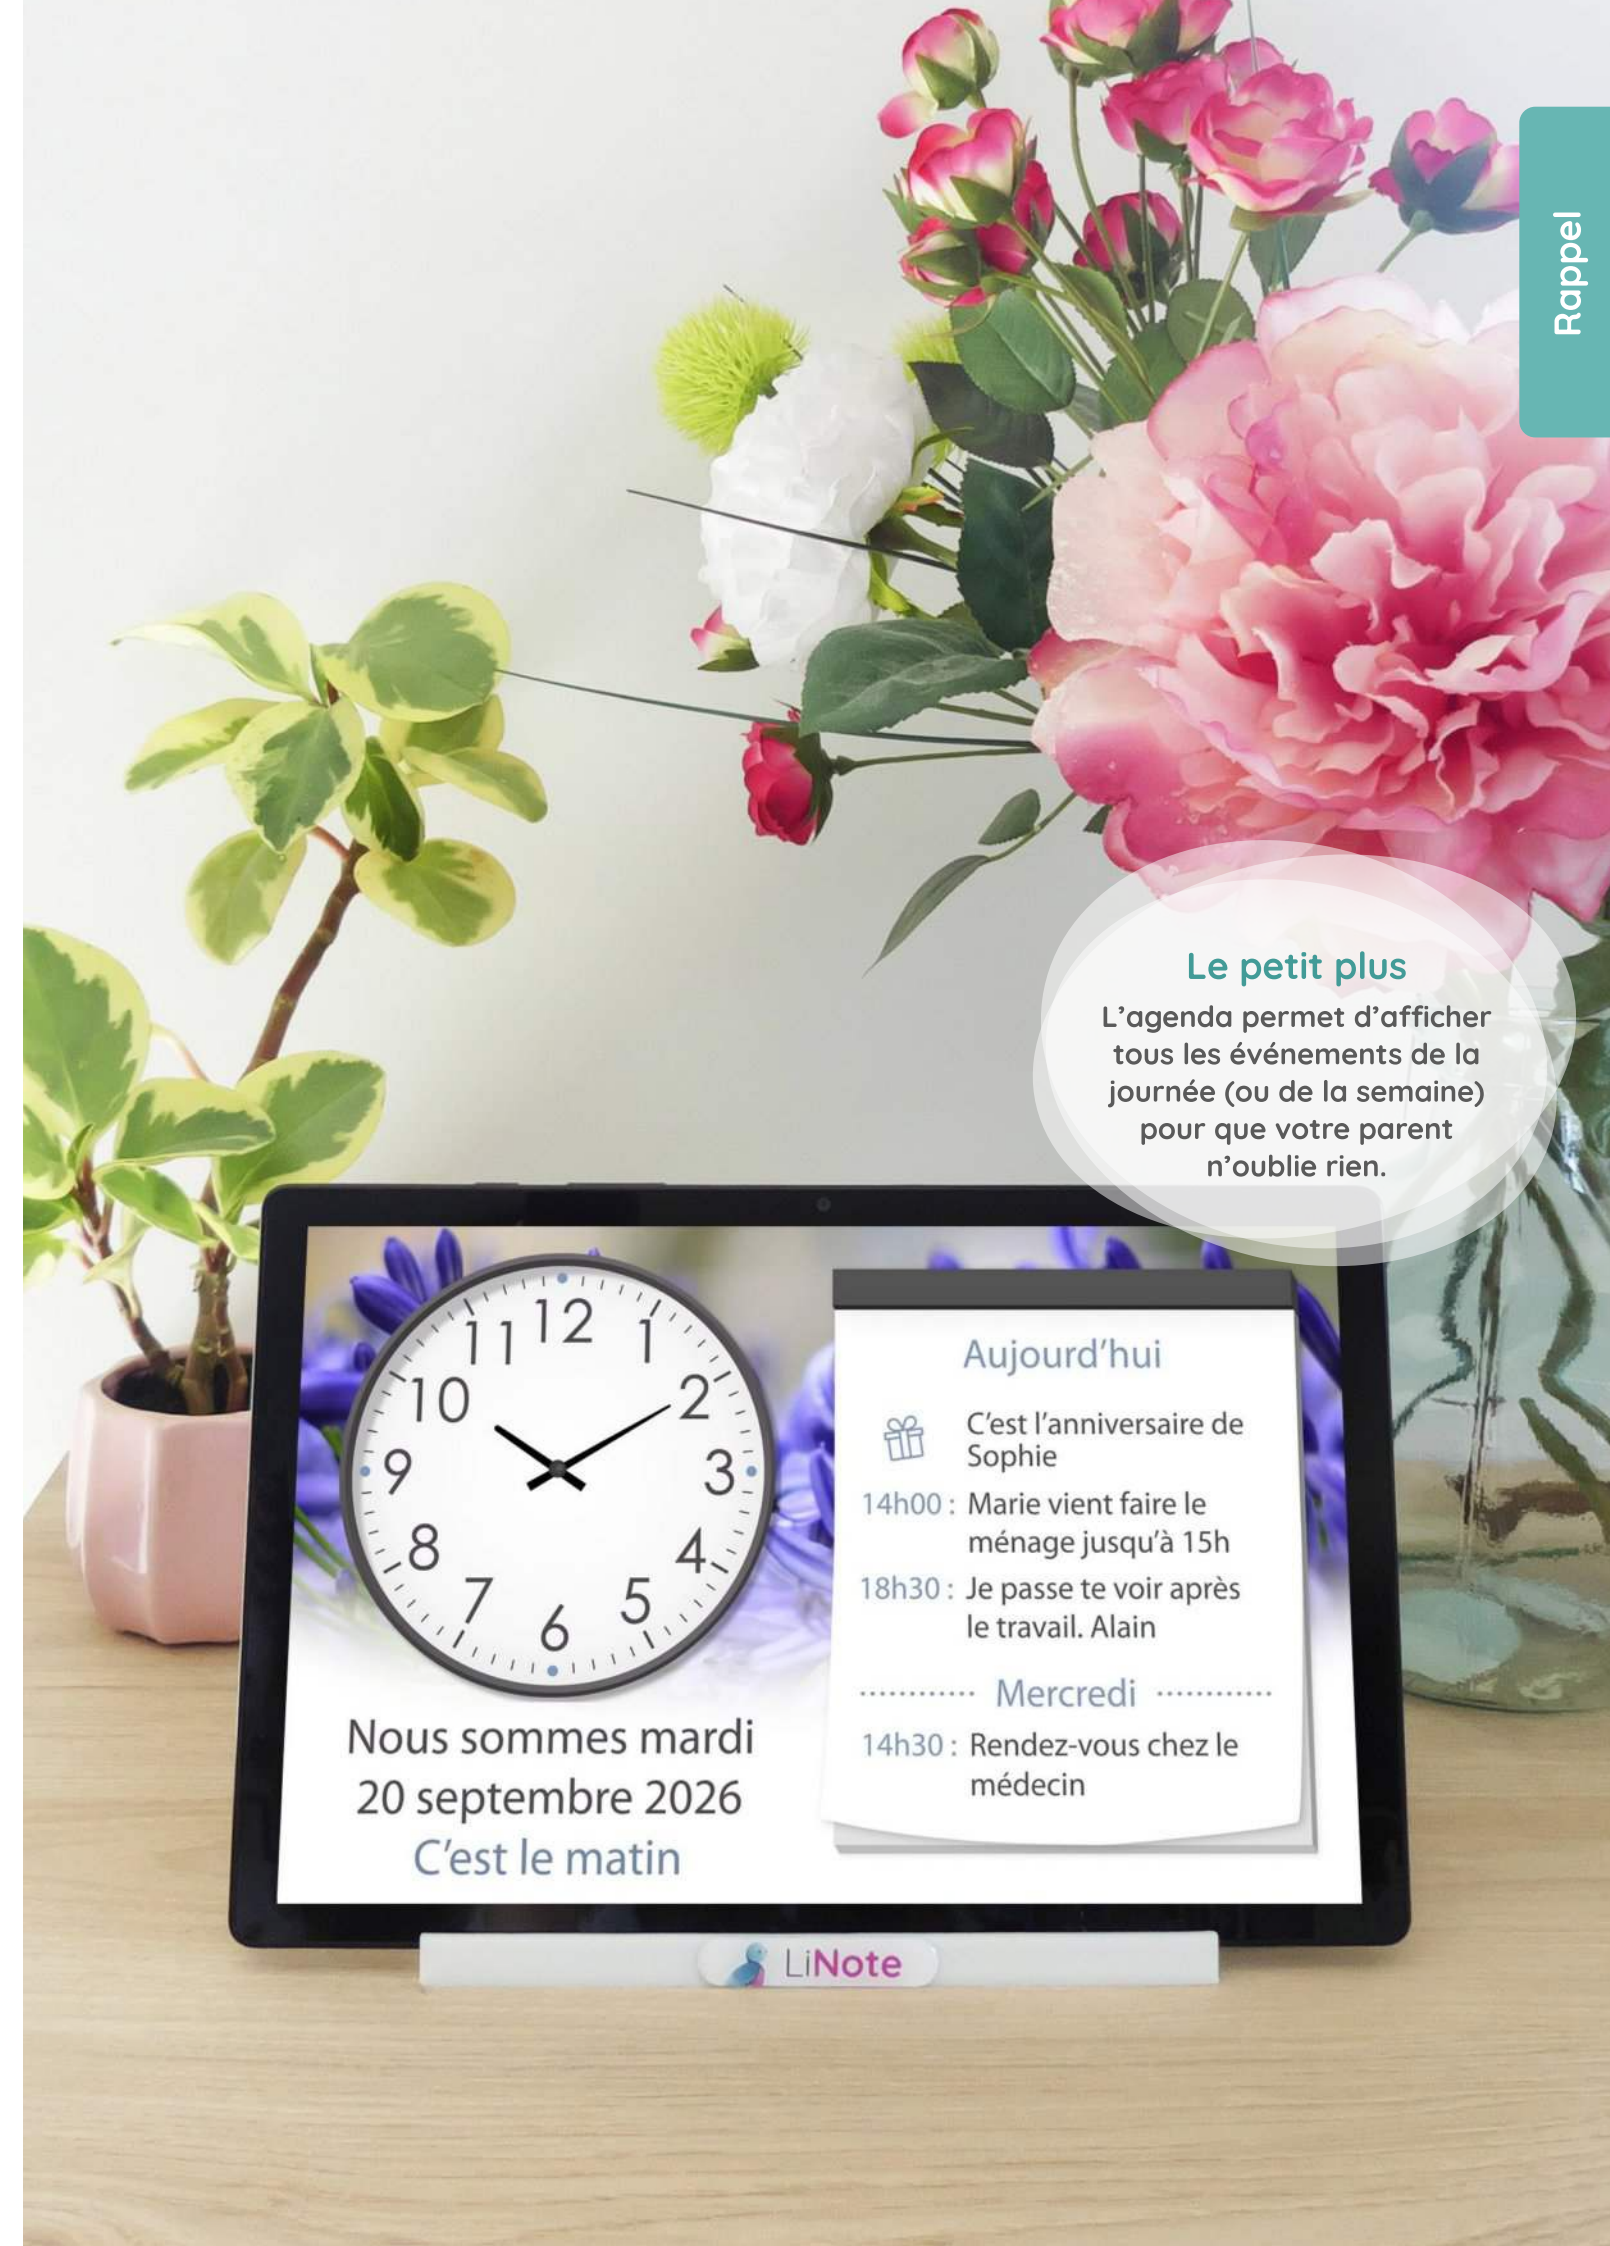 Rappel
Le petit plus
L’agenda permet d’afficher
tous les événements de la
journée (ou de la semaine)
pour que votre parent
n’oublie rien.
11 12 1
10 2
9 3
8 4
7 6 5
Nous sommes mardi
20 septembre 2026
C’est le matin
Aujourd’hui
C’est l’anniversaire de
Sophie
14h00 : Marie vient faire le
ménage jusqu’à 15h
18h30 : Je passe te voir après
le travail. Alain
Mercredi
14h30 : Rendez-vous chez le
médecin
LiNote